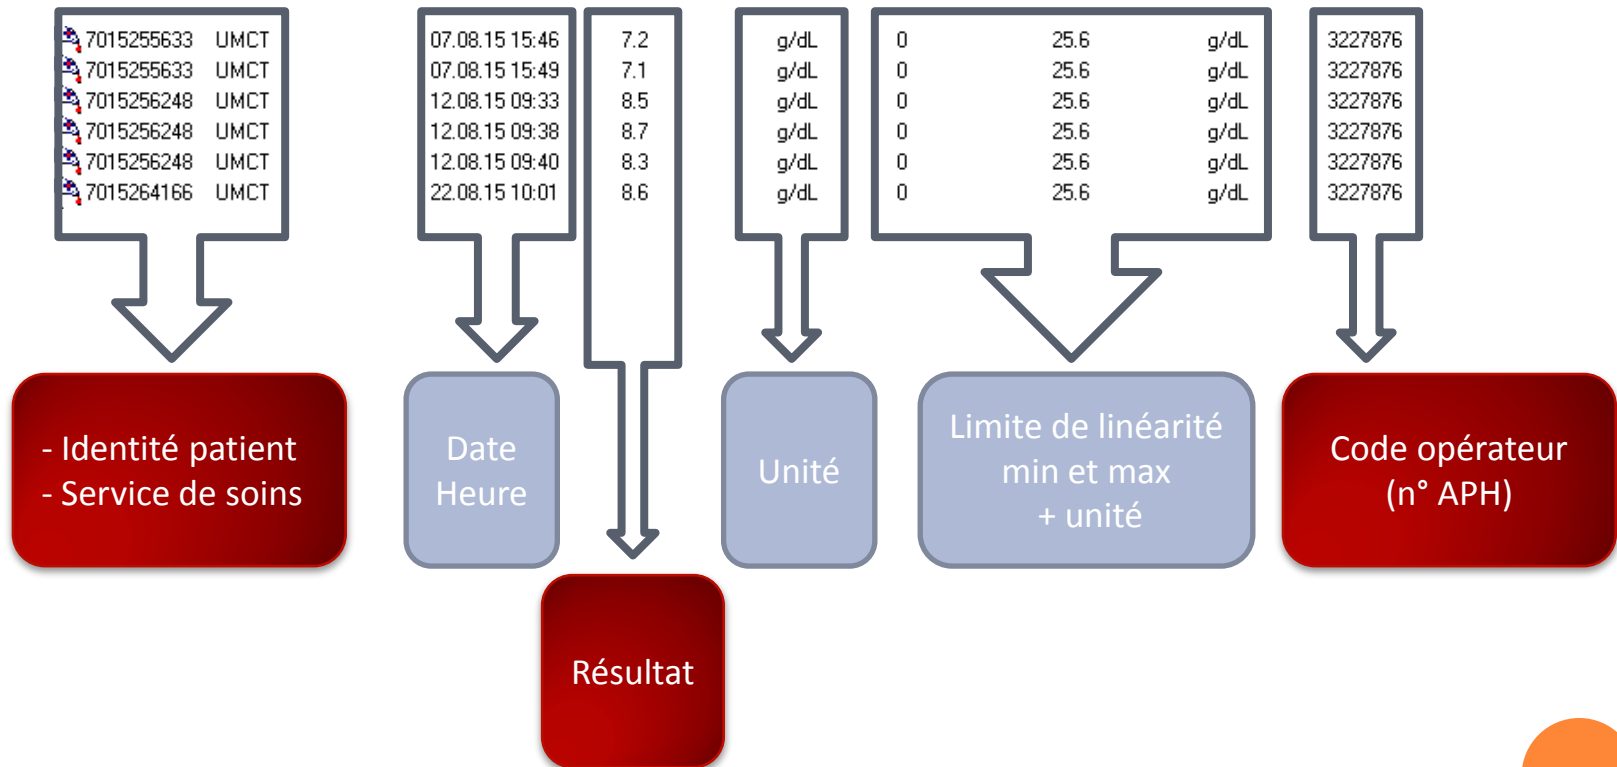 7015255633 UMCT 07.08.15 15:46 7.2 g/dL 0 25.6 g/dL 3227876
7015255633 UMCT 07.08.15 15:49 7.1 g/dL 0 25.6 g/dL 3227876
7015256248 UMCT 12.08.15 09:33 8.5 g/dL 0 25.6 g/dL 3227876
7015256248 UMCT 12.08.15 09:38 8.7 g/dL 0 25.6 g/dL 3227876
7015256248 UMCT 12.08.15 09:40 8.3 g/dL 0 25.6 g/dL 3227876
7015264166 UMCT 22.08.15 10:01 8.6 g/dL 0 25.6 g/dL 3227876
- Identité patient
- Service de soins
Date
Heure
Unité
Limite de linéarité
min et max
+ unité
Code opérateur
(n° APH)
Résultat